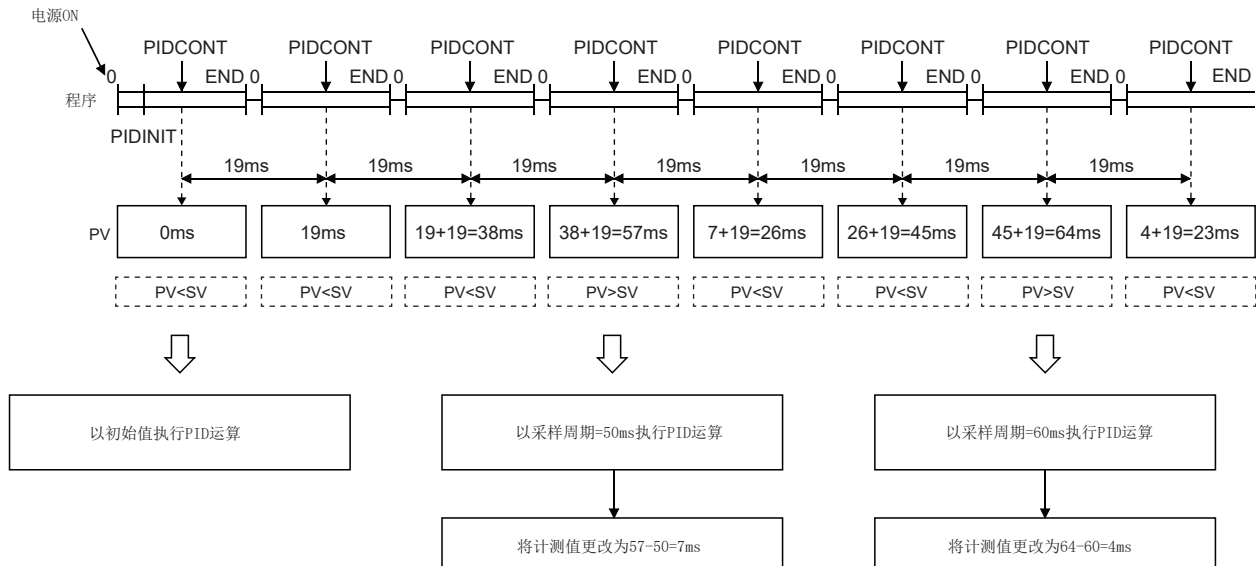 电源ON
PIDCONT PIDCONT PIDCONT PIDCONT PIDCONT PIDCONT PIDCONT PIDCONT
0 END 0 END 0 END 0 END 0 END 0 END 0 END 0 END
程序
PIDINIT
19ms 19ms 19ms 19ms 19ms 19ms 19ms
PV 0ms 19ms 19+19=38ms 38+19=57ms 7+19=26ms 26+19=45ms 45+19=64ms 4+19=23ms
PV<SV PV<SV PV<SV PV>SV PV<SV PV<SV PV>SV PV<SV
以初始值执行PID运算 以采样周期=50ms执行PID运算 以采样周期=60ms执行PID运算
将计测值更改为57-50=7ms 将计测值更改为64-60=4ms